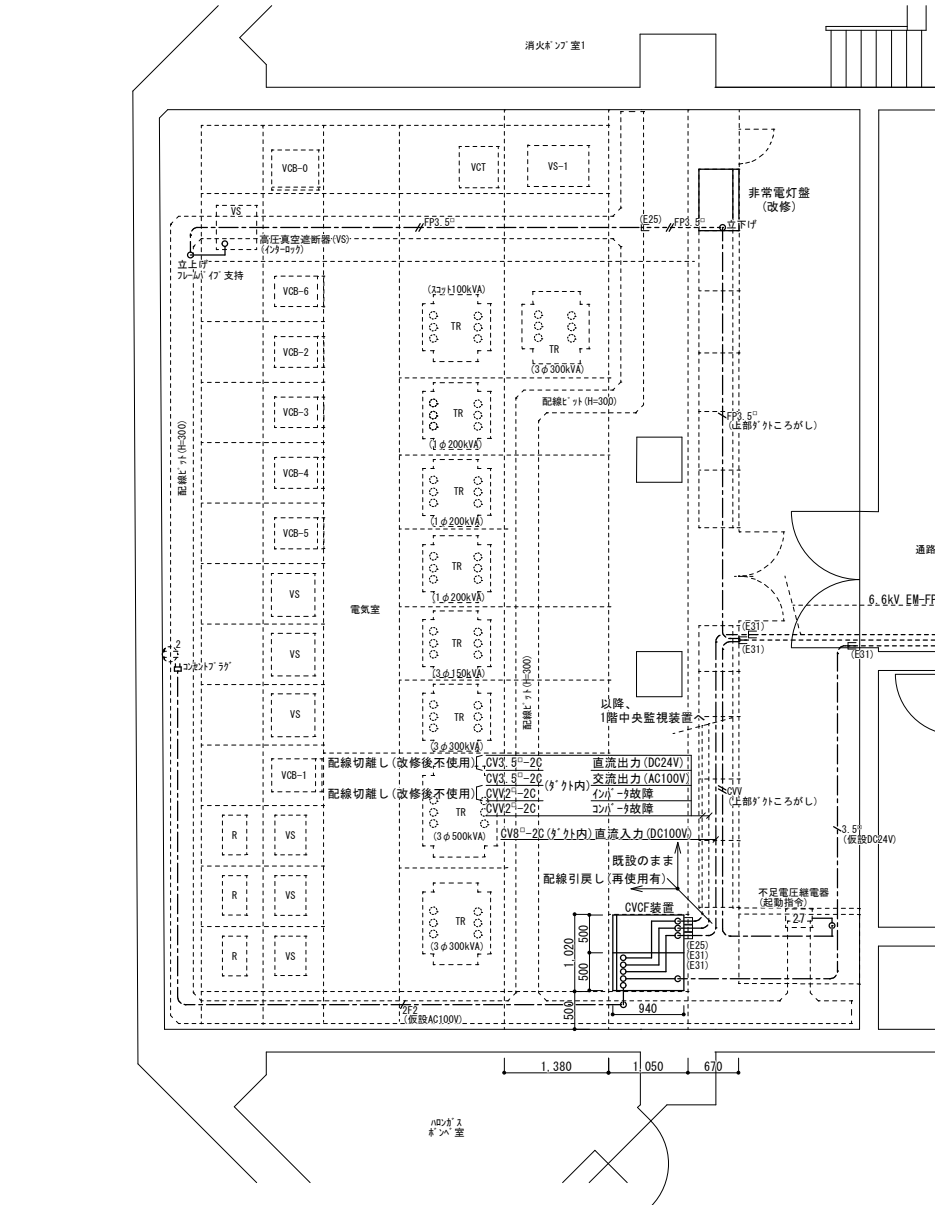 消火ポンプ室1
VCB-0
VCT
VS-1
非常電灯盤
(改修)
VS
FP3.5□
(E25)
FP3.5□
立下げ
高圧真空遮断器(VS)
(インターロック)
立上げ
フレームパイプ支持
VCB-6
(スコット100kVA)
TR
TR
(3φ300kVA)
VCB-2
VCB-3
TR
(1φ200kVA)
配線ピット(H=300)
FP3.5□
(上部ダクトころがし)
配線ピット(H=300)
VCB-4
TR
(1φ200kVA)
VCB-5
通路
TR
(1φ200kVA)
VS
電気室
6.6kV EM-FP
(E31)
(E31)
(E31)
2
コンセントプラグ
VS
TR
(3φ150kVA)
配線ピット(H=300)
VS
TR
(3φ300kVA)
以降、
1階中央監視装置へ
配線切離し(改修後不使用)
CV3.5□-2C
直流出力(DC24V)
VCB-1
CV3.5□-2C
(ダクト内)
交流出力(AC100V)
配線切離し(改修後不使用)
CVV2□-2C
インバータ故障
CVV2□-2C
コンバータ故障
CVV
(上部ダクトころがし)
TR
(3φ500kVA)
CV8□-2C(ダクト内)直流入力(DC100V)
R
VS
3.5□
(仮設DC24V)
既設のまま
配線引戻し(再使用有)
R
VS
不足電圧継電器
(起動指令)
27
CVCF装置
TR
(3φ300kVA)
R
VS
500
1,020
500
500
(E25)
(E31)
(E31)
940
2F2
(仮設AC100V)
1,380
1,050
670
ハロンガス
ボンベ室